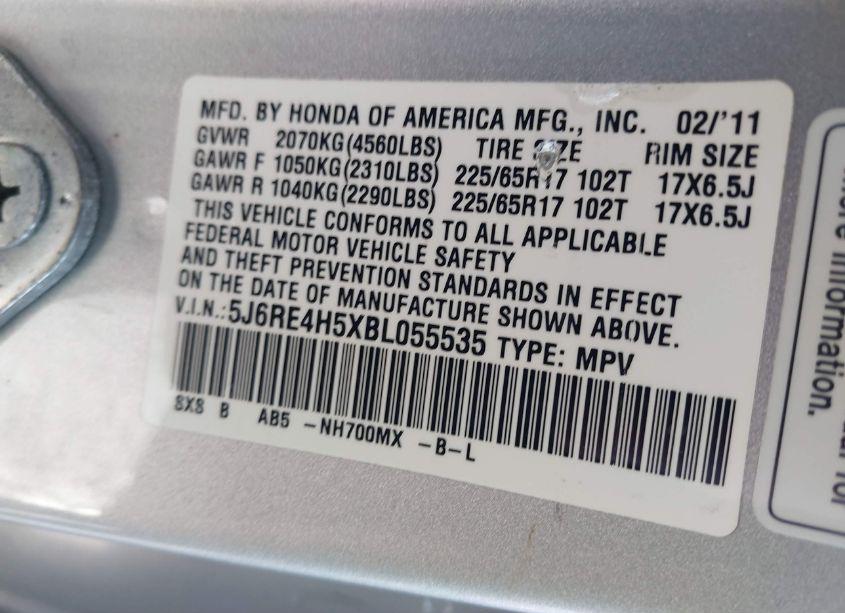 MFD. BY HONDA OF AMERICA MFG., INC. 02/'11
GVWR 2070KG(4560LBS) TIRE SIZE RIM SIZE
GAWR F 1050KG(2310LBS) 225/65R17 102T 17X6.5J
GAWR R 1040KG(2290LBS) 225/65R17 102T 17X6.5J
THIS VEHICLE CONFORMS TO ALL APPLICABLE
FEDERAL MOTOR VEHICLE SAFETY
AND THEFT PREVENTION STANDARDS IN EFFECT
ON THE DATE OF MANUFACTURE SHOWN ABOVE.
V.I.N.:5J6RE4H5XBL055535 TYPE: MPV
8X8 B AB5 -NH700MX -B-L
more information.
for